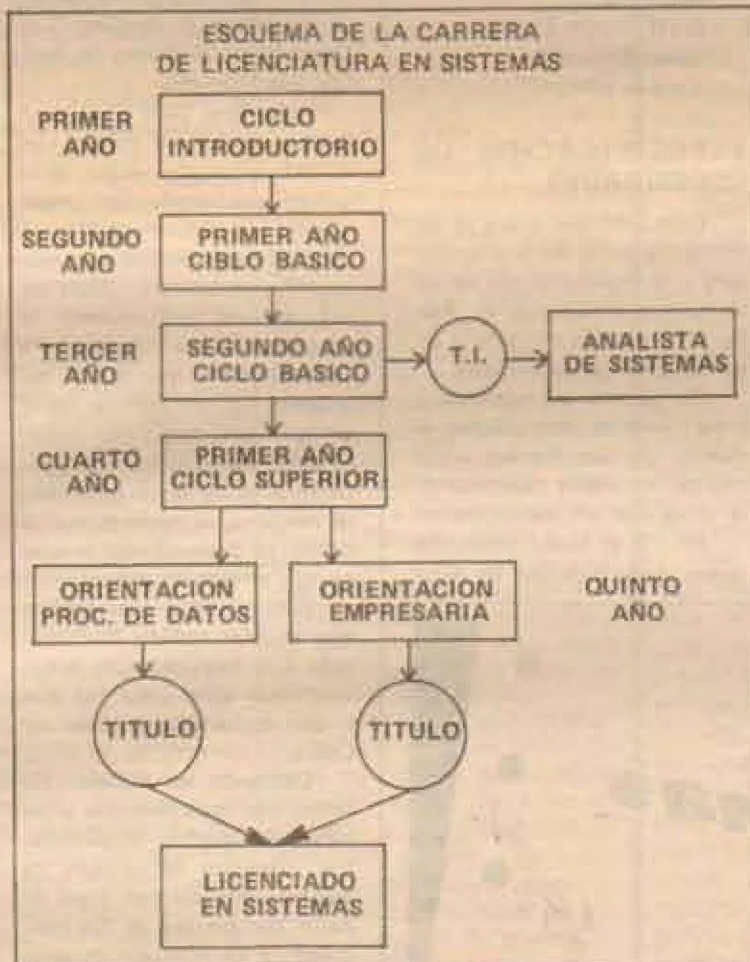 ESQUEMA DE LA CARRERA
DE LICENCIATURA EN SISTEMAS
PRIMER
AÑO
CICLO
INTRODUCTORIO
SEGUNDO
AÑO
PRIMER AÑO
CIBLO BASICO
TERCER
AÑO
SEGUNDO AÑO
CICLO BASICO
T.I.
ANALISTA
DE SISTEMAS
CUARTO
AÑO
PRIMER AÑO
CICLO SUPERIOR
ORIENTACION
PROC. DE DATOS
ORIENTACION
EMPRESARIA
QUINTO
AÑO
TITULO
TITULO
LICENCIADO
EN SISTEMAS